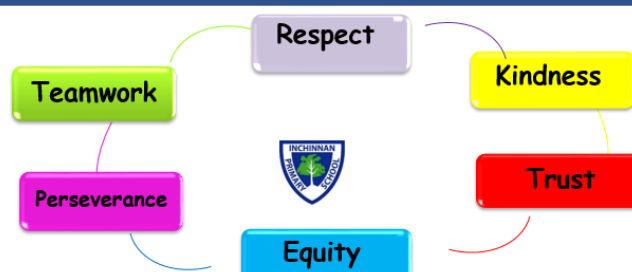 Respect
Kindness
Teamwork
INCHINNAN
PRIMARY SCHOOL
Trust
Perseverance
Equity